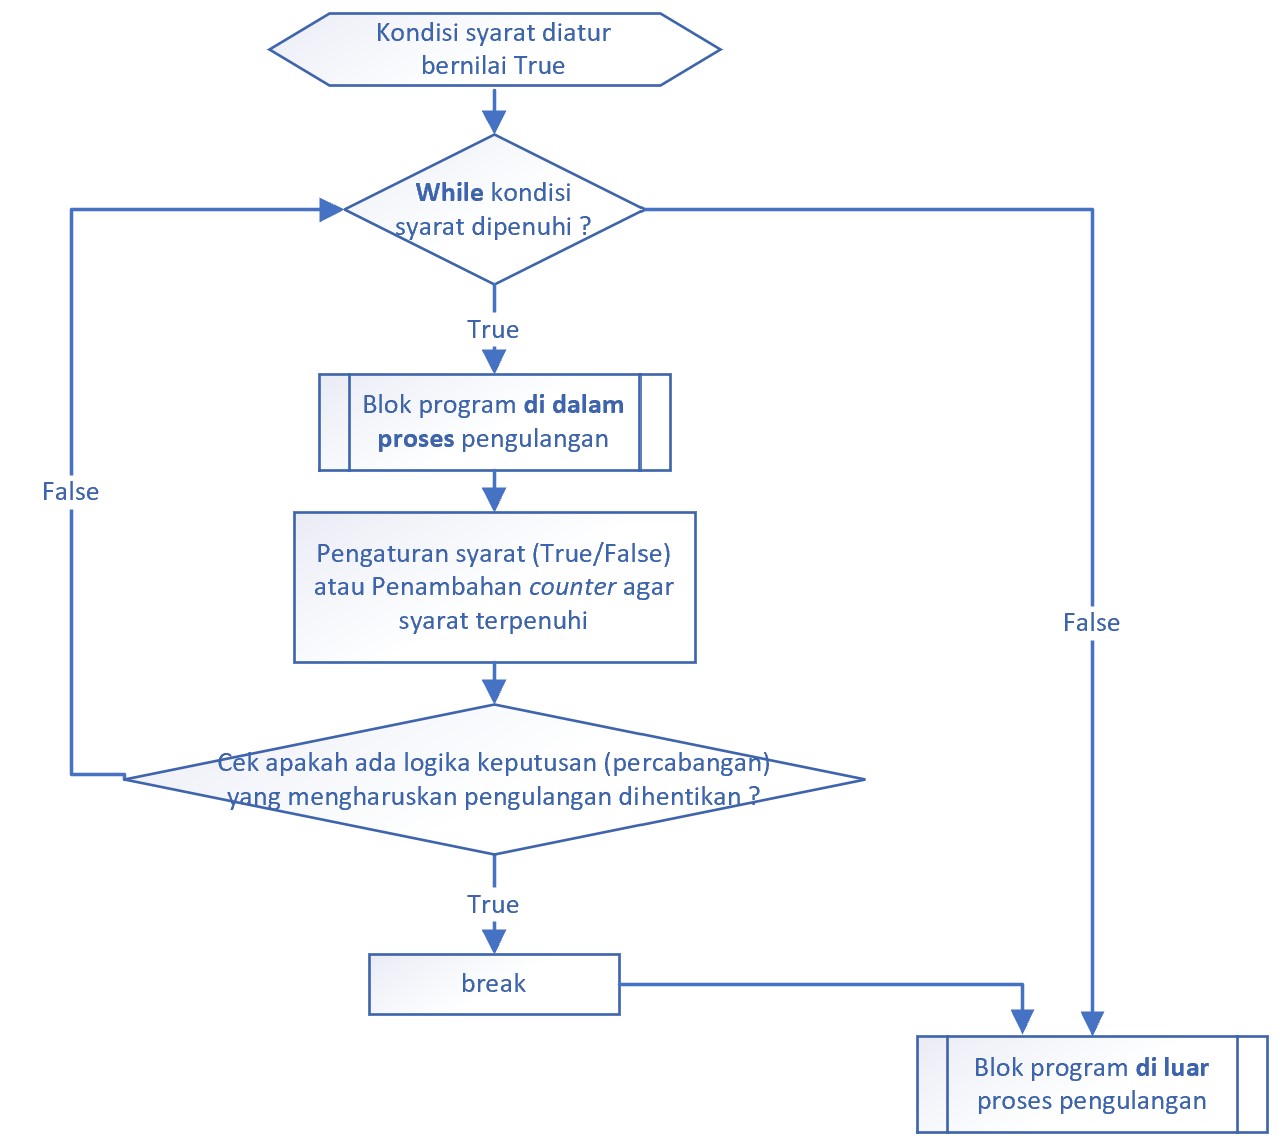 Kondisi syarat diatur
bernilai True
While kondisi
syarat dipenuhi ?
True
Blok program di dalam
proses pengulangan
False
Pengaturan syarat (True/False)
atau Penambahan counter agar
syarat terpenuhi
False
Cek apakah ada logika keputusan (percabangan)
yang mengharuskan pengulangan dihentikan ?
True
break
Blok program di luar
proses pengulangan